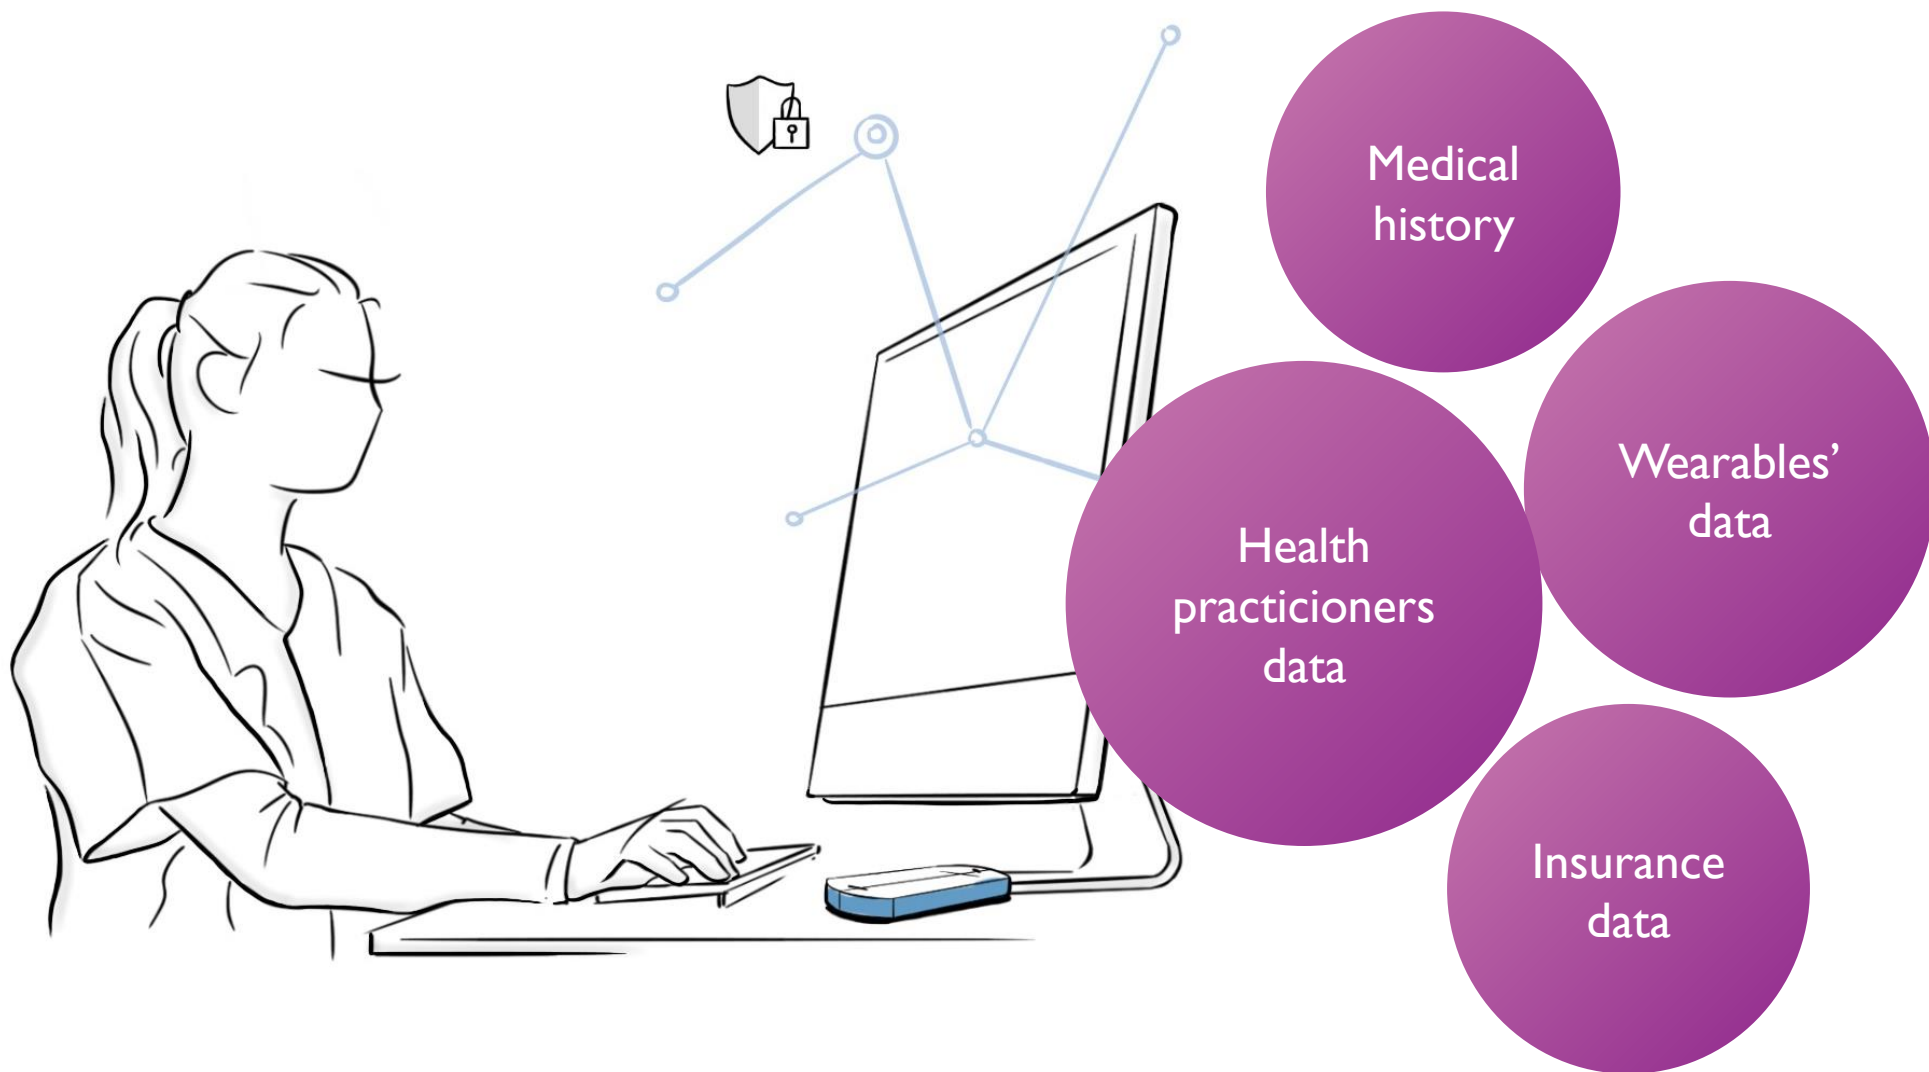 Medical
history
Wearables’
data
Health
practicioners
data
Insurance
data